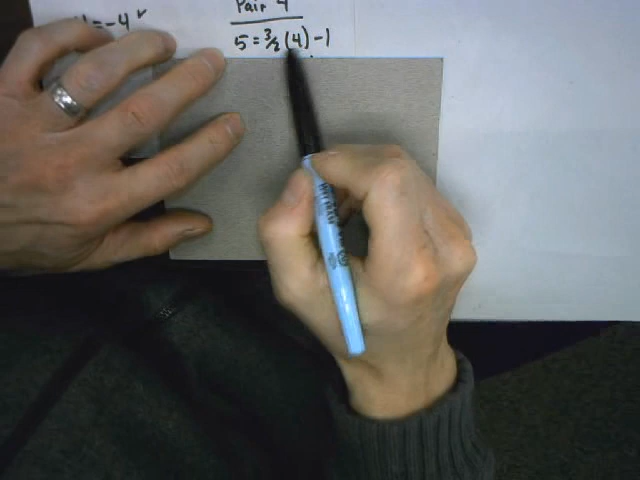 =-4 ✓
Pair 4
5 = 3/2 (4) - 1